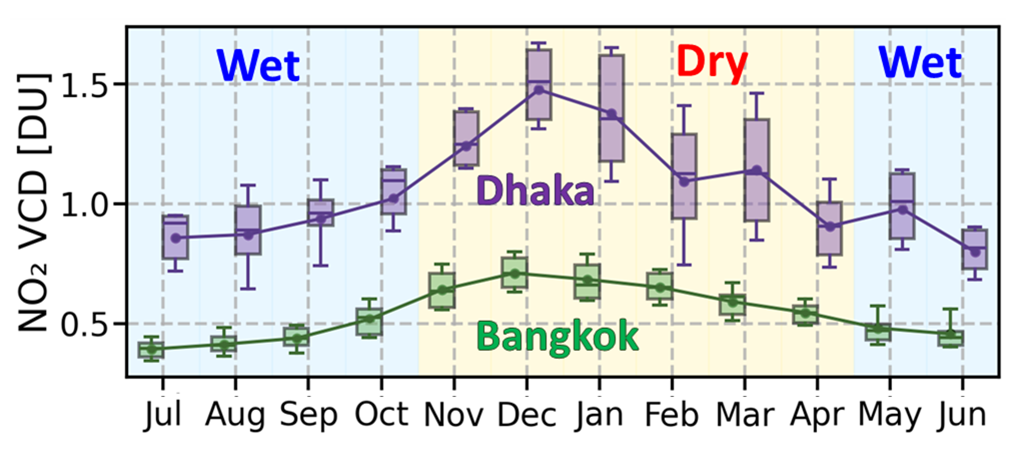 Wet
Dry
Wet
NO₂ VCD [DU]
1.5
1.0
0.5
Dhaka
Bangkok
Jul Aug Sep Oct Nov Dec Jan Feb Mar Apr May Jun